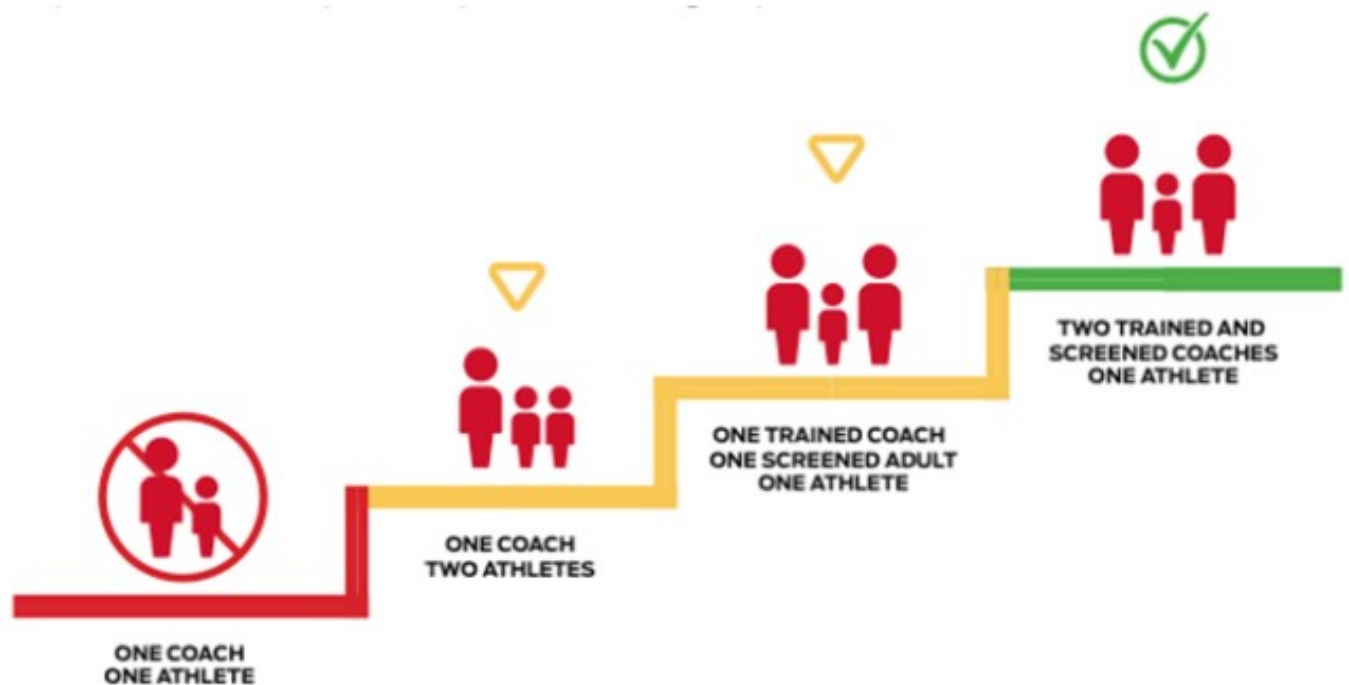 ONE COACH
ONE ATHLETE
ONE COACH
TWO ATHLETES
ONE TRAINED COACH
ONE SCREENED ADULT
ONE ATHLETE
TWO TRAINED AND
SCREENED COACHES
ONE ATHLETE